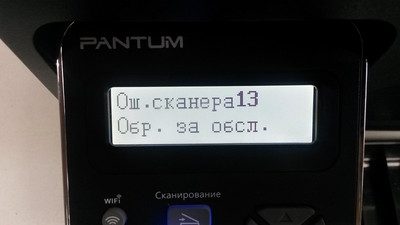 PANTUM
Ош.сканера13
Обр. за обсл.
WiFi
Сканирование